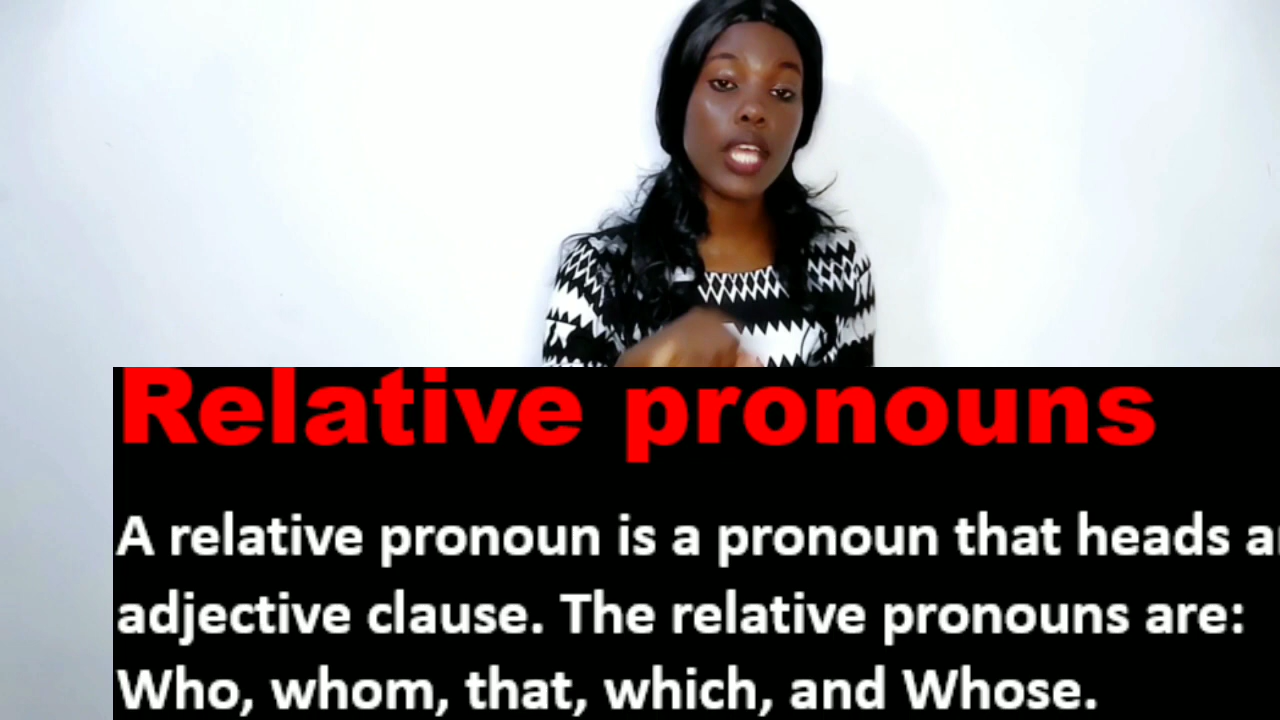 Relative pronouns
A relative pronoun is a pronoun that heads
adjective clause. The relative pronouns are:
Who, whom, that, which, and Whose.